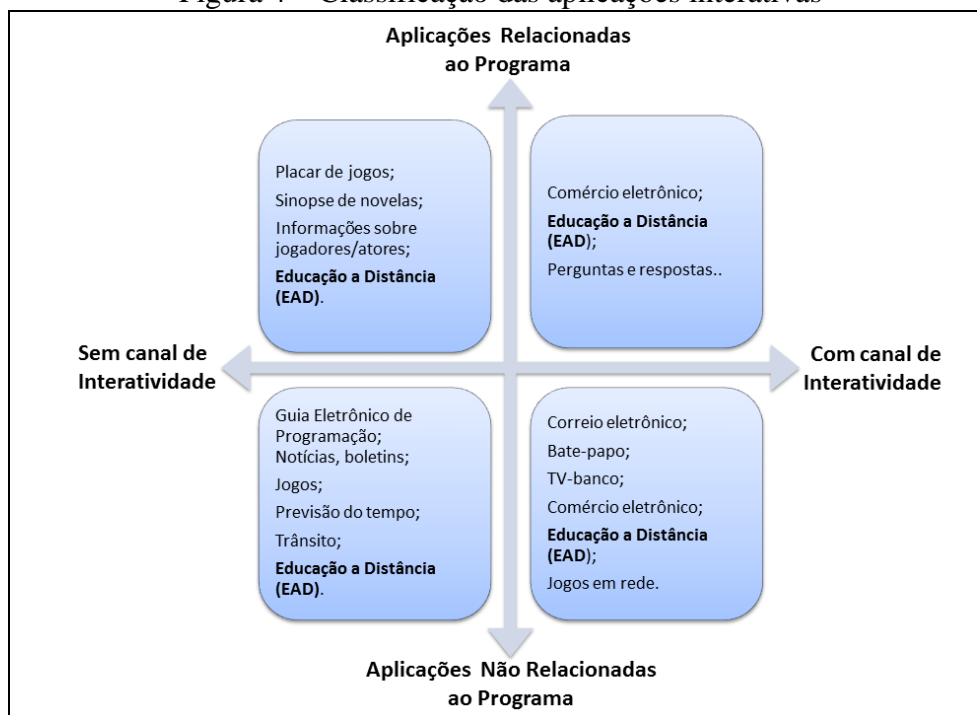 Figura 4 – Classificação das aplicações interativas
Aplicações Relacionadas
ao Programa
Placar de jogos;
Sinopse de novelas;
Informações sobre
jogadores/atores;
Educação a Distância
(EAD).
Comércio eletrônico;
Educação a Distância
(EAD);
Perguntas e respostas..
Sem canal de
Interatividade
Com canal de
Interatividade
Guia Eletrônico de
Programação;
Notícias, boletins;
Jogos;
Previsão do tempo;
Trânsito;
Educação a Distância
(EAD).
Correio eletrônico;
Bate-papo;
TV-banco;
Comércio eletrônico;
Educação a Distância
(EAD);
Jogos em rede.
Aplicações Não Relacionadas
ao Programa